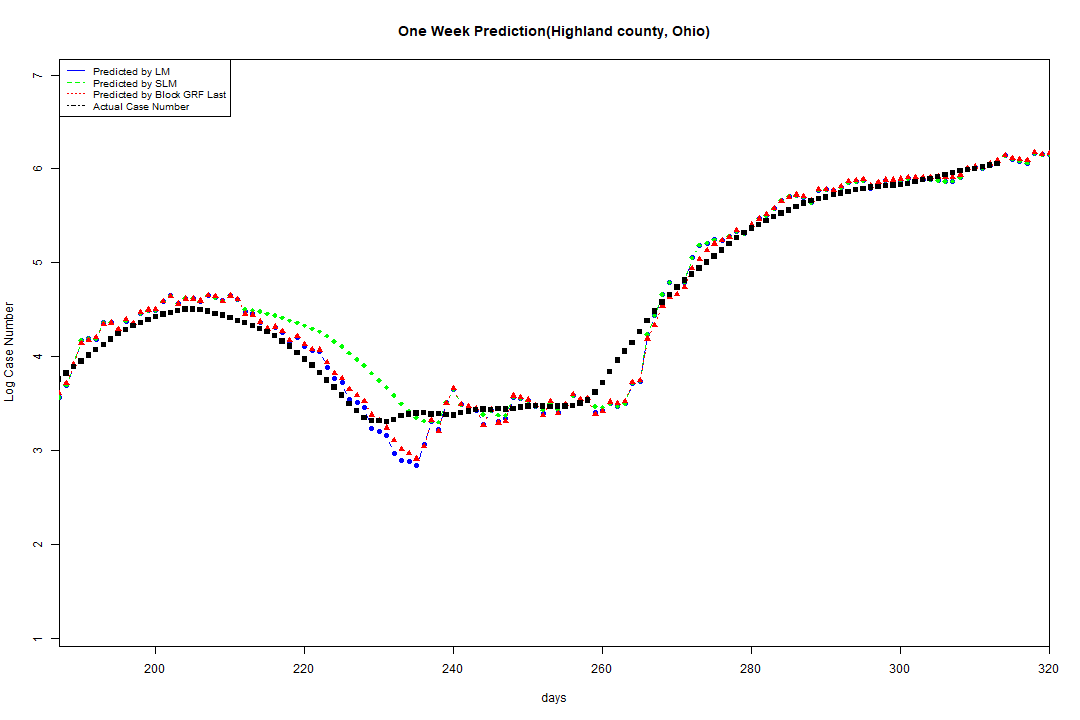 One Week Prediction(Highland county, Ohio)
Predicted by LM
Predicted by SLM
Predicted by Block GRF Last
Actual Case Number
7
6
5
4
3
2
1
Log Case Number
200 220 240 260 280 300 320
days